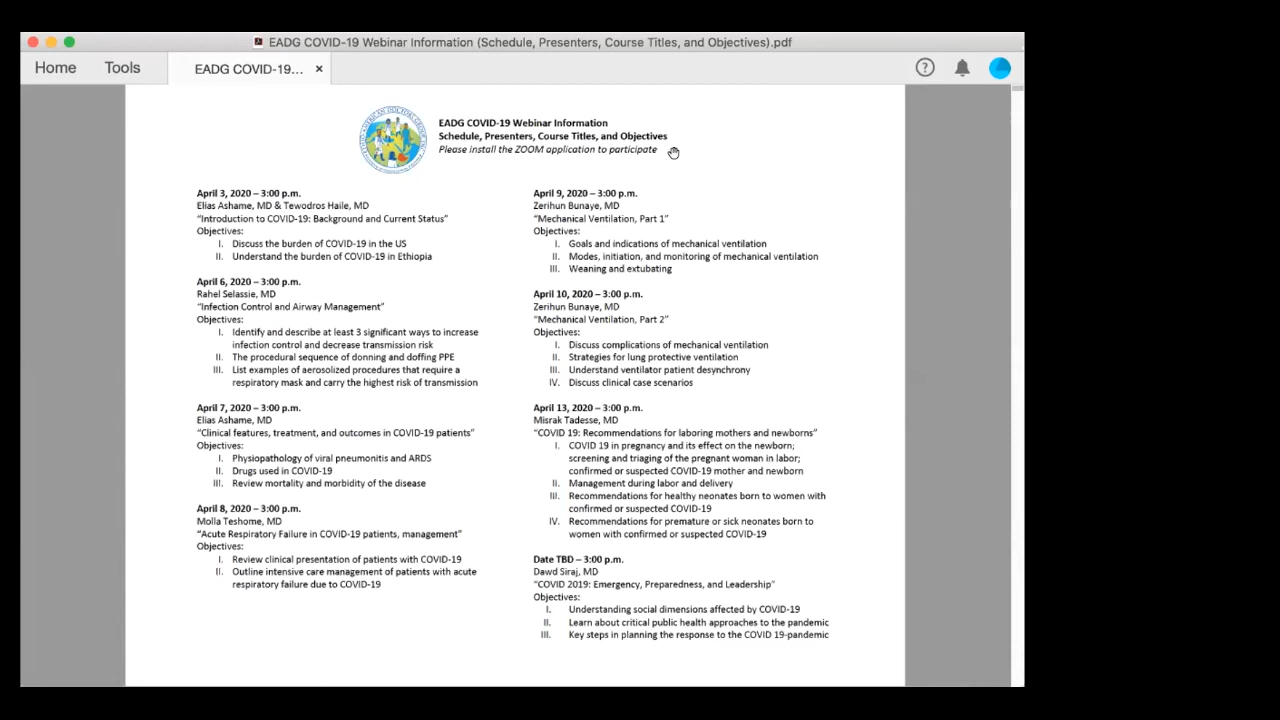 EADG COVID-19 Webinar Information (Schedule, Presenters, Course Titles, and Objectives).pdf
Home
Tools
EADG COVID-19...
×
?
EADG COVID-19 Webinar Information
Schedule, Presenters, Course Titles, and Objectives
Please install the ZOOM application to participate
April 3, 2020 – 3:00 p.m.
Elias Ashame, MD & Tewodros Haile, MD
“Introduction to COVID-19: Background and Current Status”
Objectives:
I. Discuss the burden of COVID-19 in the US
II. Understand the burden of COVID-19 in Ethiopia
April 6, 2020 – 3:00 p.m.
Rahel Selassie, MD
“Infection Control and Airway Management”
Objectives:
I. Identify and describe at least 3 significant ways to increase
infection control and decrease transmission risk
II. The procedural sequence of donning and doffing PPE
III. List examples of aerosolized procedures that require a
respiratory mask and carry the highest risk of transmission
April 7, 2020 – 3:00 p.m.
Elias Ashame, MD
“Clinical features, treatment, and outcomes in COVID-19 patients”
Objectives:
I. Physiopathology of viral pneumonitis and ARDS
II. Drugs used in COVID-19
III. Review mortality and morbidity of the disease
April 8, 2020 – 3:00 p.m.
Molla Teshome, MD
“Acute Respiratory Failure in COVID-19 patients, management”
Objectives:
I. Review clinical presentation of patients with COVID-19
II. Outline intensive care management of patients with acute
respiratory failure due to COVID-19
April 9, 2020 – 3:00 p.m.
Zerihun Bunaye, MD
“Mechanical Ventilation, Part 1”
Objectives:
I. Goals and indications of mechanical ventilation
II. Modes, initiation, and monitoring of mechanical ventilation
III. Weaning and extubating
April 10, 2020 – 3:00 p.m.
Zerihun Bunaye, MD
“Mechanical Ventilation, Part 2”
Objectives:
I. Discuss complications of mechanical ventilation
II. Strategies for lung protective ventilation
III. Understand ventilator patient desynchrony
IV. Discuss clinical case scenarios
April 13, 2020 – 3:00 p.m.
Misrak Tadesse, MD
“COVID 19: Recommendations for laboring mothers and newborns”
I. COVID 19 in pregnancy and its effect on the newborn;
screening and triaging of the pregnant woman in labor;
confirmed or suspected COVID-19 mother and newborn
Ii. Management during labor and delivery
III. Recommendations for healthy neonates born to women with
confirmed or suspected COVID-19
IV. Recommendations for premature or sick neonates born to
women with confirmed or suspected COVID-19
Date TBD – 3:00 p.m.
Dawd Siraj, MD
“COVID 2019: Emergency, Preparedness, and Leadership”
Objectives:
I. Understanding social dimensions affected by COVID-19
II. Learn about critical public health approaches to the pandemic
III. Key steps in planning the response to the COVID 19-pandemic